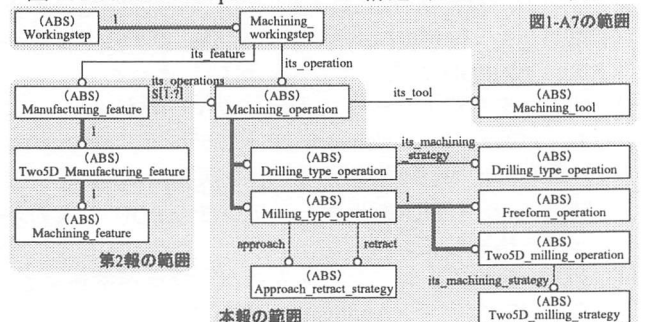 (ABS)
Workingstep
1
Machining_
workingstep
図1-A7の範囲
its_feature
its_operation
(ABS)
Manufacturing_feature
its_operations
S[1:?]
(ABS)
Machining_operation
its_tool
(ABS)
Machining_tool
1
(ABS)
Two5D_Manufacturing_feature
(ABS)
Drilling_type_operation
its_machining
_strategy
(ABS)
Drilling_type_operation
1
(ABS)
Machining_feature
(ABS)
Milling_type_operation
1
(ABS)
Freeform_operation
第2報の範囲
approach
retract
(ABS)
Two5D_milling_operation
(ABS)
Approach_retract_strategy
its_machining_strategy
(ABS)
Two5D_milling_strategy
本報の範囲